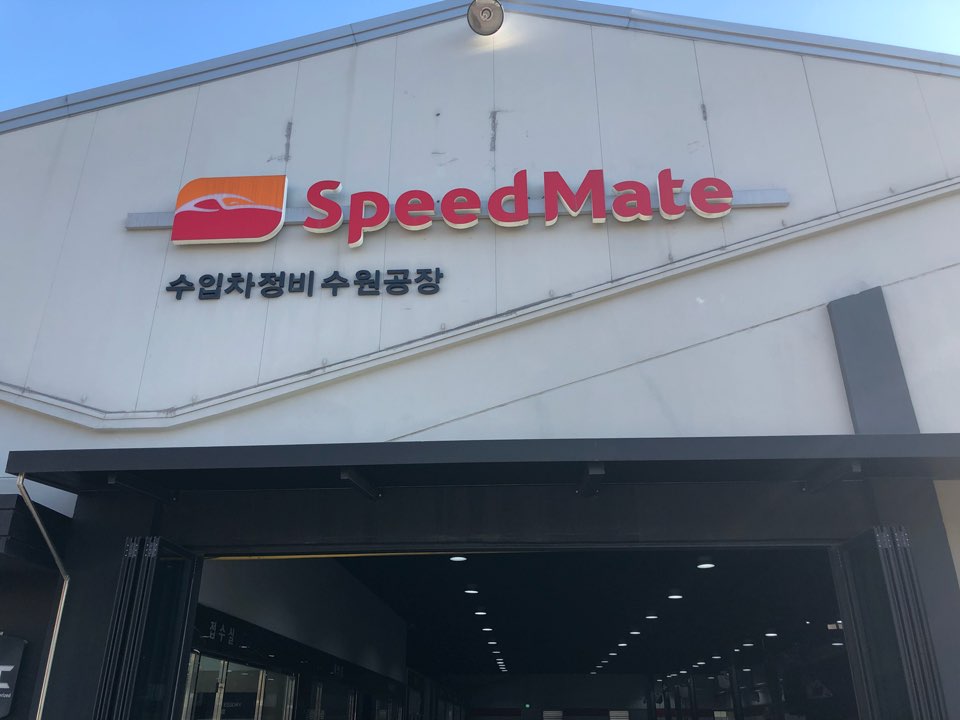 SpeedMate
수입차정비 수원공장
접수실